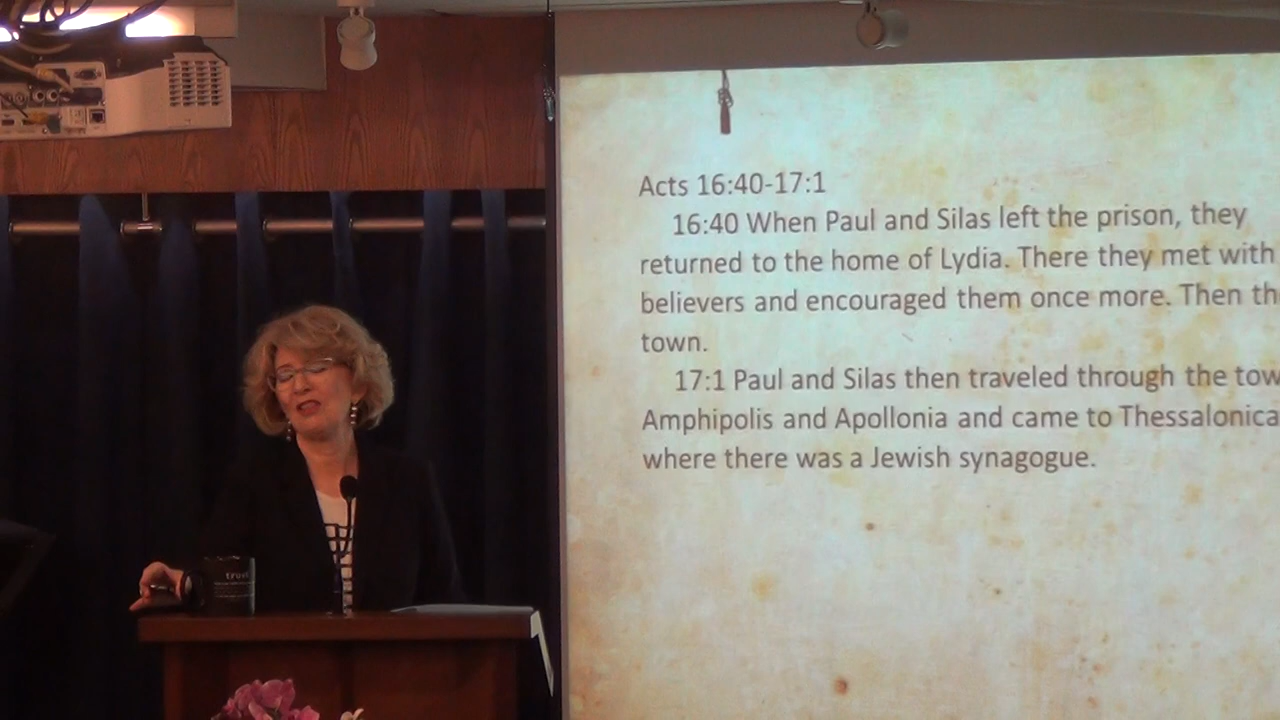 Acts 16:40-17:1
16:40 When Paul and Silas left the prison, they
returned to the home of Lydia. There they met with
believers and encouraged them once more. Then th
town.
17:1 Paul and Silas then traveled through the tow
Amphipolis and Apollonia and came to Thessalonica
where there was a Jewish synagogue.
trust